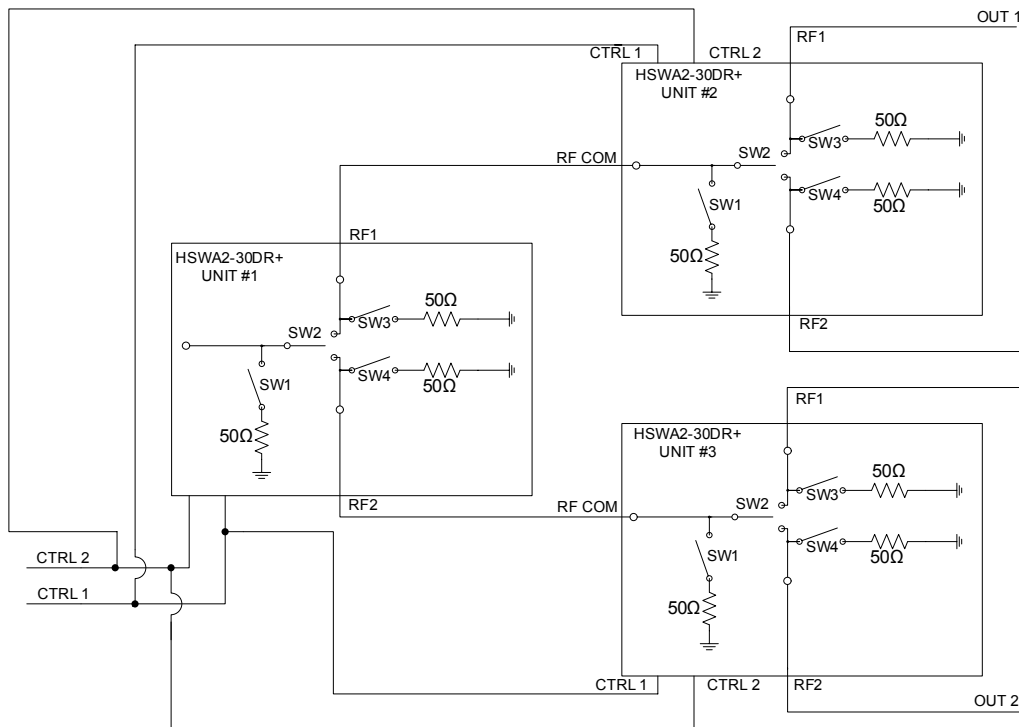 OUT 1
RF1
CTRL 1
CTRL 2
HSWA2-30DR+
UNIT #2
50Ω
SW3
SW2
RF COM
SW4
50Ω
SW1
50Ω
RF2
RF1
HSWA2-30DR+
UNIT #1
50Ω
SW3
SW2
SW4
50Ω
SW1
50Ω
RF2
RF1
HSWA2-30DR+
UNIT #3
50Ω
SW3
SW2
RF COM
SW4
50Ω
SW1
50Ω
CTRL 2
CTRL 1
CTRL 1
CTRL 2
RF2
OUT 2